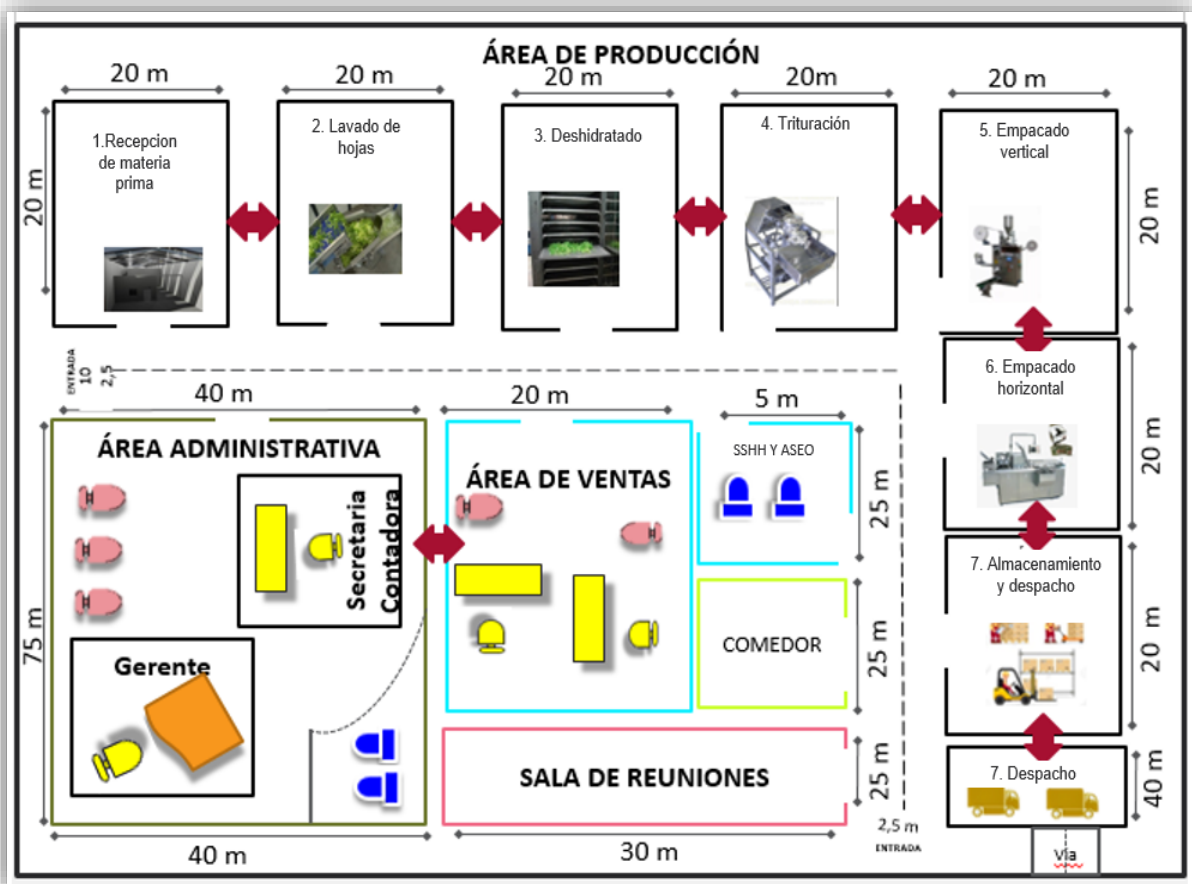 ÁREA DE PRODUCCIÓN
20 m
20 m
20 m
20m
20 m
1.Recepcion
de materia
prima
2. Lavado de
hojas
3. Deshidratado
4. Trituración
5. Empacado
vertical
20 m
20 m
6. Empacado
horizontal
20 m
ENTRADA
10
2,5
40 m
20 m
5 m
ÁREA ADMINISTRATIVA
Secretaria
Contadora
Gerente
75 m
40 m
ÁREA DE VENTAS
SSHH Y ASEO
25 m
COMEDOR
25 m
SALA DE REUNIONES
25 m
30 m
2,5 m
ENTRADA
7. Almacenamiento
y despacho
20 m
7. Despacho
40 m
Vía